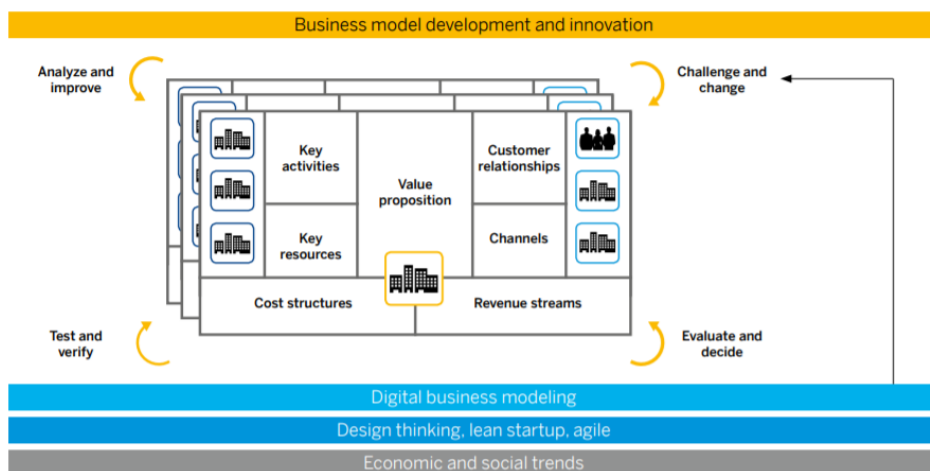 Business model development and innovation
Analyze and
improve
Challenge and
change
Key
activities
Value
proposition
Customer
relationships
Key
resources
Channels
Cost structures
Revenue streams
Test and
verify
Evaluate and
decide
Digital business modeling
Design thinking, lean startup, agile
Economic and social trends